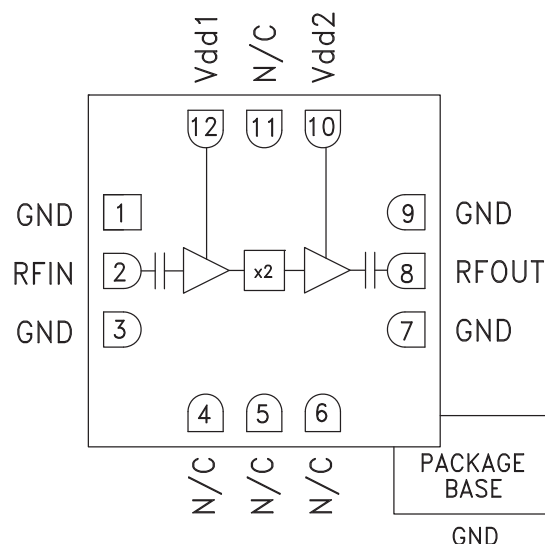 Vdd1 N/C Vdd2
12 11 10
GND 1 9 GND
RFIN 2 x2 8 RFOUT
GND 3 7 GND
4 5 6
N/C N/C N/C
PACKAGE
BASE
GND